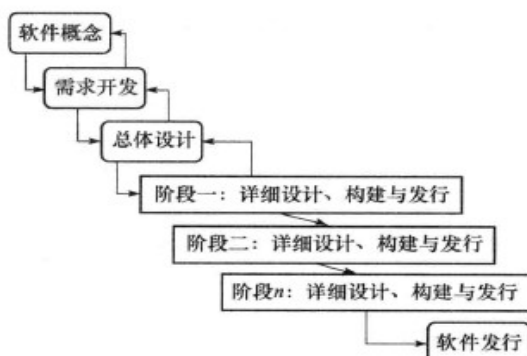 软件概念
需求开发
总体设计
阶段一：详细设计、构建与发行
阶段二：详细设计、构建与发行
阶段n：详细设计、构建与发行
软件发行